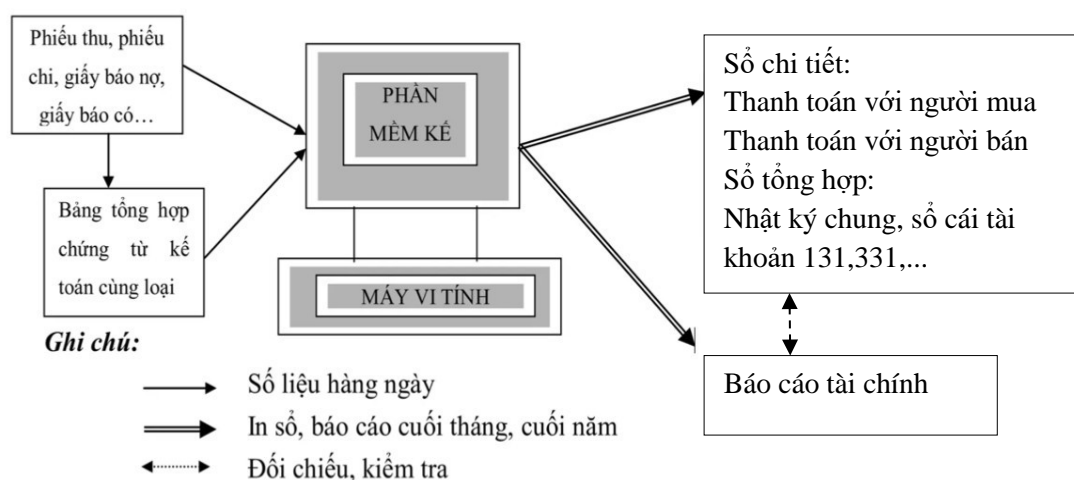 Phiếu thu, phiếu
chi, giấy báo nợ,
giấy báo có…
Bảng tổng hợp
chứng từ kế
toán cùng loại
PHẦN
MỀM KẾ
MÁY VI TÍNH
Sổ chi tiết:
Thanh toán với người mua
Thanh toán với người bán
Sổ tổng hợp:
Nhật ký chung, sổ cái tài
khoản 131,331,...
Báo cáo tài chính
Ghi chú:
Số liệu hàng ngày
In sổ, báo cáo cuối tháng, cuối năm
Đối chiếu, kiểm tra